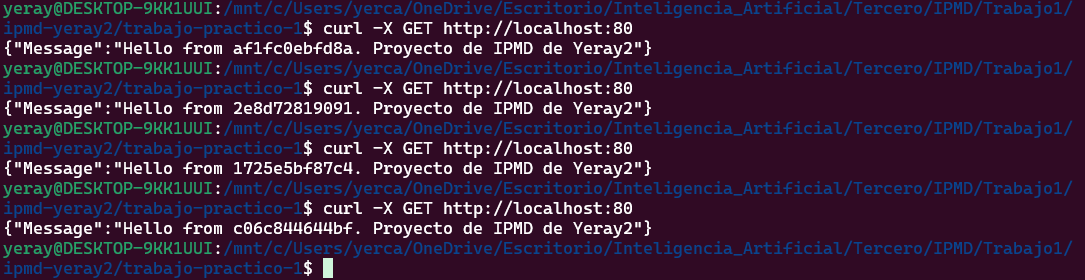 yeray@DESKTOP-9KK1UUI:/mnt/c/Users/yerca/OneDrive/Escritorio/Inteligencia_Artificial/Tercero/IPMD/Trabajo1/
ipmd-yeray2/trabajo-practico-1$ curl -X GET http://localhost:80
{"Message":"Hello from af1fc0ebfd8a. Proyecto de IPMD de Yeray2"}
yeray@DESKTOP-9KK1UUI:/mnt/c/Users/yerca/OneDrive/Escritorio/Inteligencia_Artificial/Tercero/IPMD/Trabajo1/
ipmd-yeray2/trabajo-practico-1$ curl -X GET http://localhost:80
{"Message":"Hello from 2e8d72819091. Proyecto de IPMD de Yeray2"}
yeray@DESKTOP-9KK1UUI:/mnt/c/Users/yerca/OneDrive/Escritorio/Inteligencia_Artificial/Tercero/IPMD/Trabajo1/
ipmd-yeray2/trabajo-practico-1$ curl -X GET http://localhost:80
{"Message":"Hello from 1725e5bf87c4. Proyecto de IPMD de Yeray2"}
yeray@DESKTOP-9KK1UUI:/mnt/c/Users/yerca/OneDrive/Escritorio/Inteligencia_Artificial/Tercero/IPMD/Trabajo1/
ipmd-yeray2/trabajo-practico-1$ curl -X GET http://localhost:80
{"Message":"Hello from c06c844644bf. Proyecto de IPMD de Yeray2"}
yeray@DESKTOP-9KK1UUI:/mnt/c/Users/yerca/OneDrive/Escritorio/Inteligencia_Artificial/Tercero/IPMD/Trabajo1/
ipmd-yeray2/trabajo-practico-1$